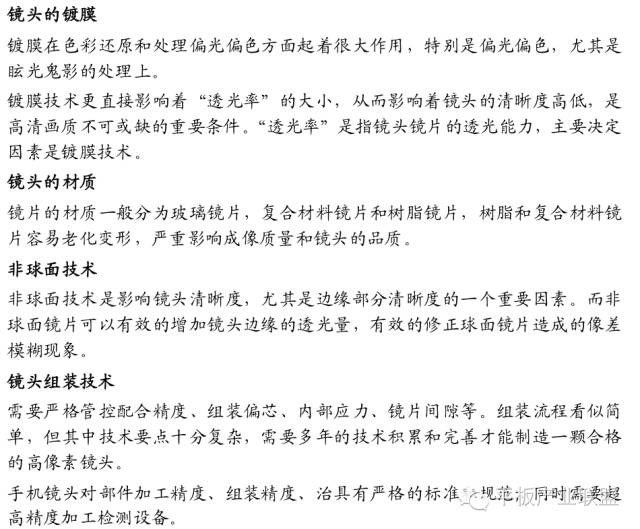 镜头的镀膜
镀膜在色彩还原和处理偏光偏色方面起着很大作用，特别是偏光偏色，尤其是
眩光鬼影的处理上。
镀膜技术更直接影响着“透光率”的大小，从而影响着镜头的清晰度高低，是
高清画质不可或缺的重要条件。“透光率”是指镜头镜片的透光能力，主要决定
因素是镀膜技术。
镜头的材质
镜片的材质一般分为玻璃镜片，复合材料镜片和树脂镜片，树脂和复合材料镜
片容易老化变形，严重影响成像质量和镜头的品质。
非球面技术
非球面技术是影响镜头清晰度，尤其是边缘部分清晰度的一个重要因素。而非
球面镜片可以有效的增加镜头边缘的透光量，有效的修正球面镜片造成的像差
模糊现象。
镜头组装技术
需要严格管控配合精度、组装偏芯、内部应力、镜片间隙等。组装流程看似简
单，但其中技术要点十分复杂，需要多年的技术积累和完善才能制造一颗合格
的高像素镜头。
手机镜头对部件加工精度、组装精度、治具有严格的标准、规范，同时需要超
高精度加工检测设备。
平板产业联盟